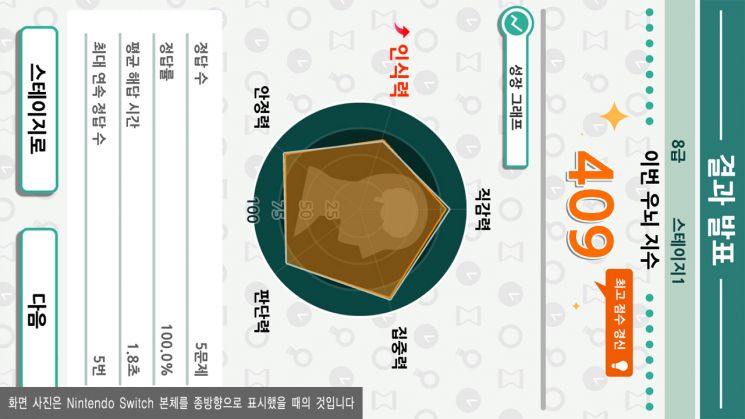 결과 발표
8급 스테이지1
이번 우뇌 지수
409
최고 점수 경신
성장 그래프
직감력
인식력
집중력
안정력
판단력
25
50
75
100
정답 수 5문제
정답률 100.0%
평균 해답 시간 1.8초
최대 연속 정답 수 5번
스테이지로
다음
화면 사진은 Nintendo Switch 본체를 종방향으로 표시했을 때의 것입니다